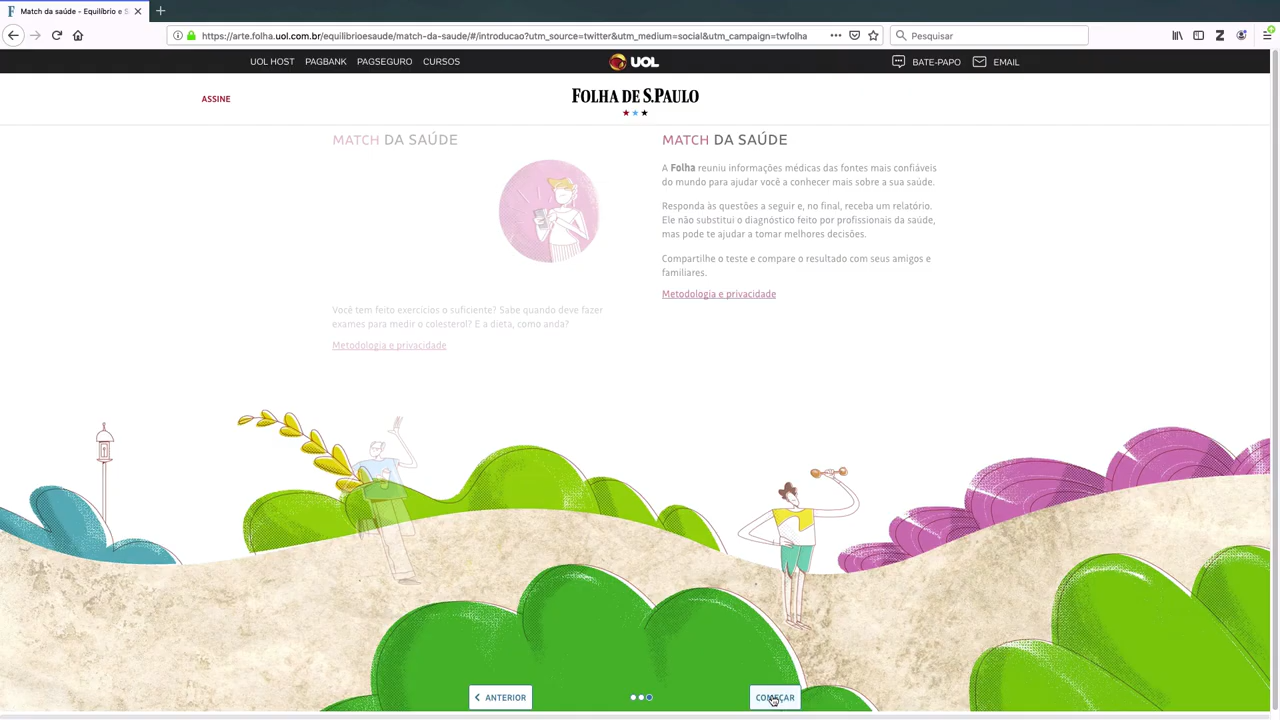 Match da saúde - Equilíbrio e S
https://arte.folha.uol.com.br/equilibrioesaude/match-da-saude/#/introducao?utm_source=twitter&utm_medium=social&utm_campaign=twfolha
Pesquisar
UOL HOST PAGBANK PAGSEGURO CURSOS
UOL
BATE-PAPO EMAIL
ASSINE
FOLHA DE S.PAULO
MATCH DA SAÚDE
Você tem feito exercícios o suficiente? Sabe quando deve fazer
exames para medir o colesterol? E a dieta, como anda?
Metodologia e privacidade
MATCH DA SAÚDE
A Folha reuniu informações médicas das fontes mais confiáveis
do mundo para ajudar você a conhecer mais sobre a sua saúde.
Responda às questões a seguir e, no final, receba um relatório.
Ele não substitui o diagnóstico feito por profissionais da saúde,
mas pode te ajudar a tomar melhores decisões.
Compartilhe o teste e compare o resultado com seus amigos e
familiares.
Metodologia e privacidade
ANTERIOR
COMEÇAR